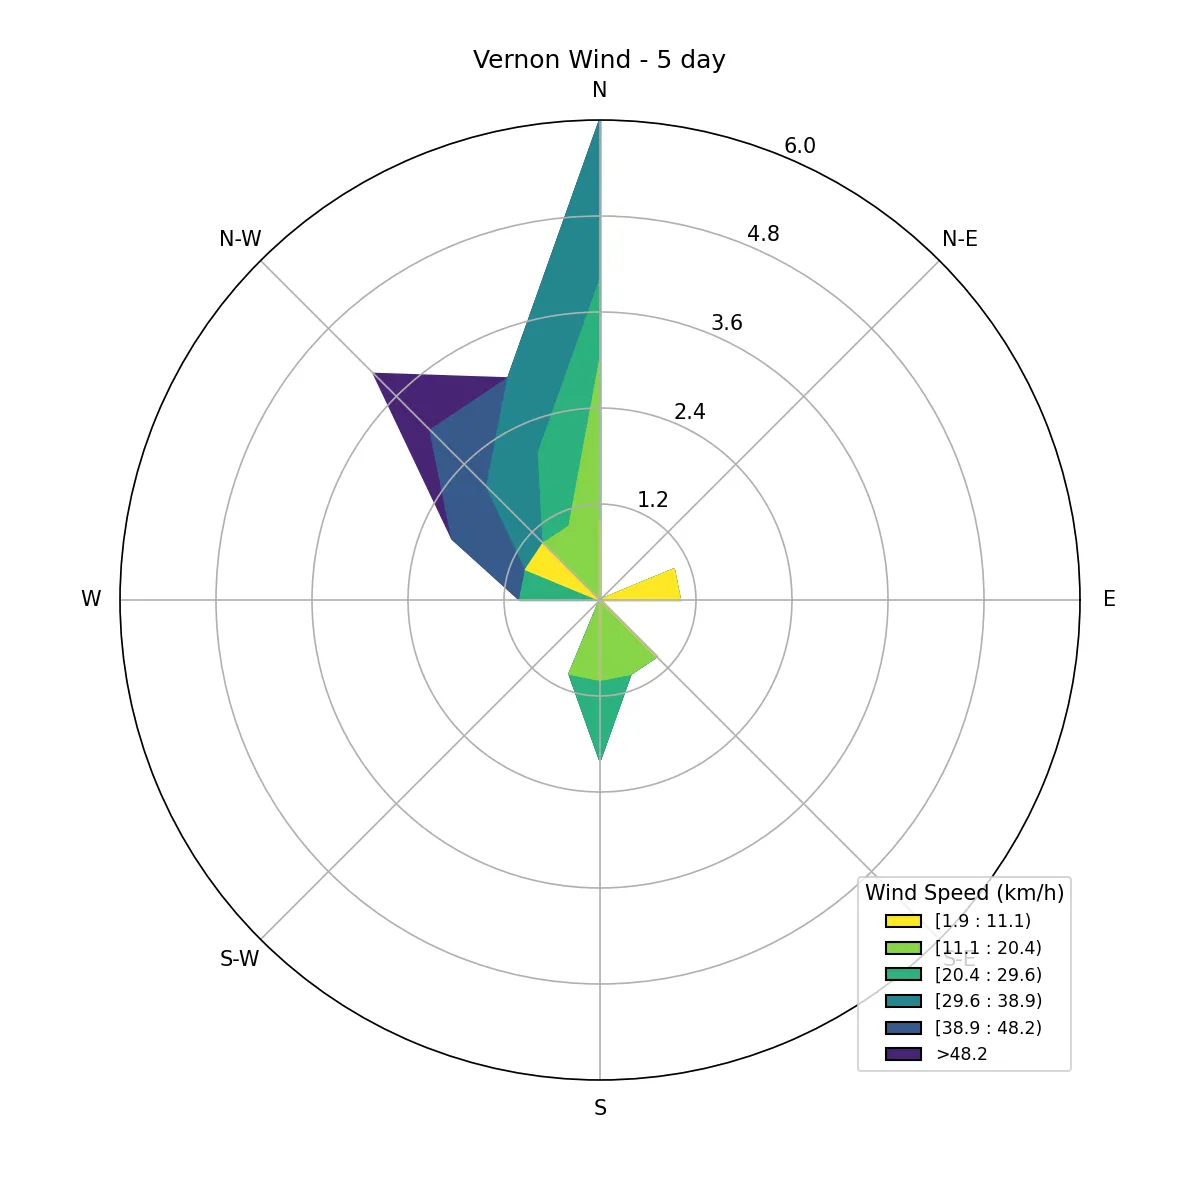 Vernon Wind - 5 day
N
6.0
N-W
N-E
4.8
3.6
2.4
1.2
W
E
Wind Speed (km/h)
[1.9 : 11.1)
[11.1 : 20.4)
S-W
S-E
[20.4 : 29.6)
[29.6 : 38.9)
[38.9 : 48.2)
>48.2
S